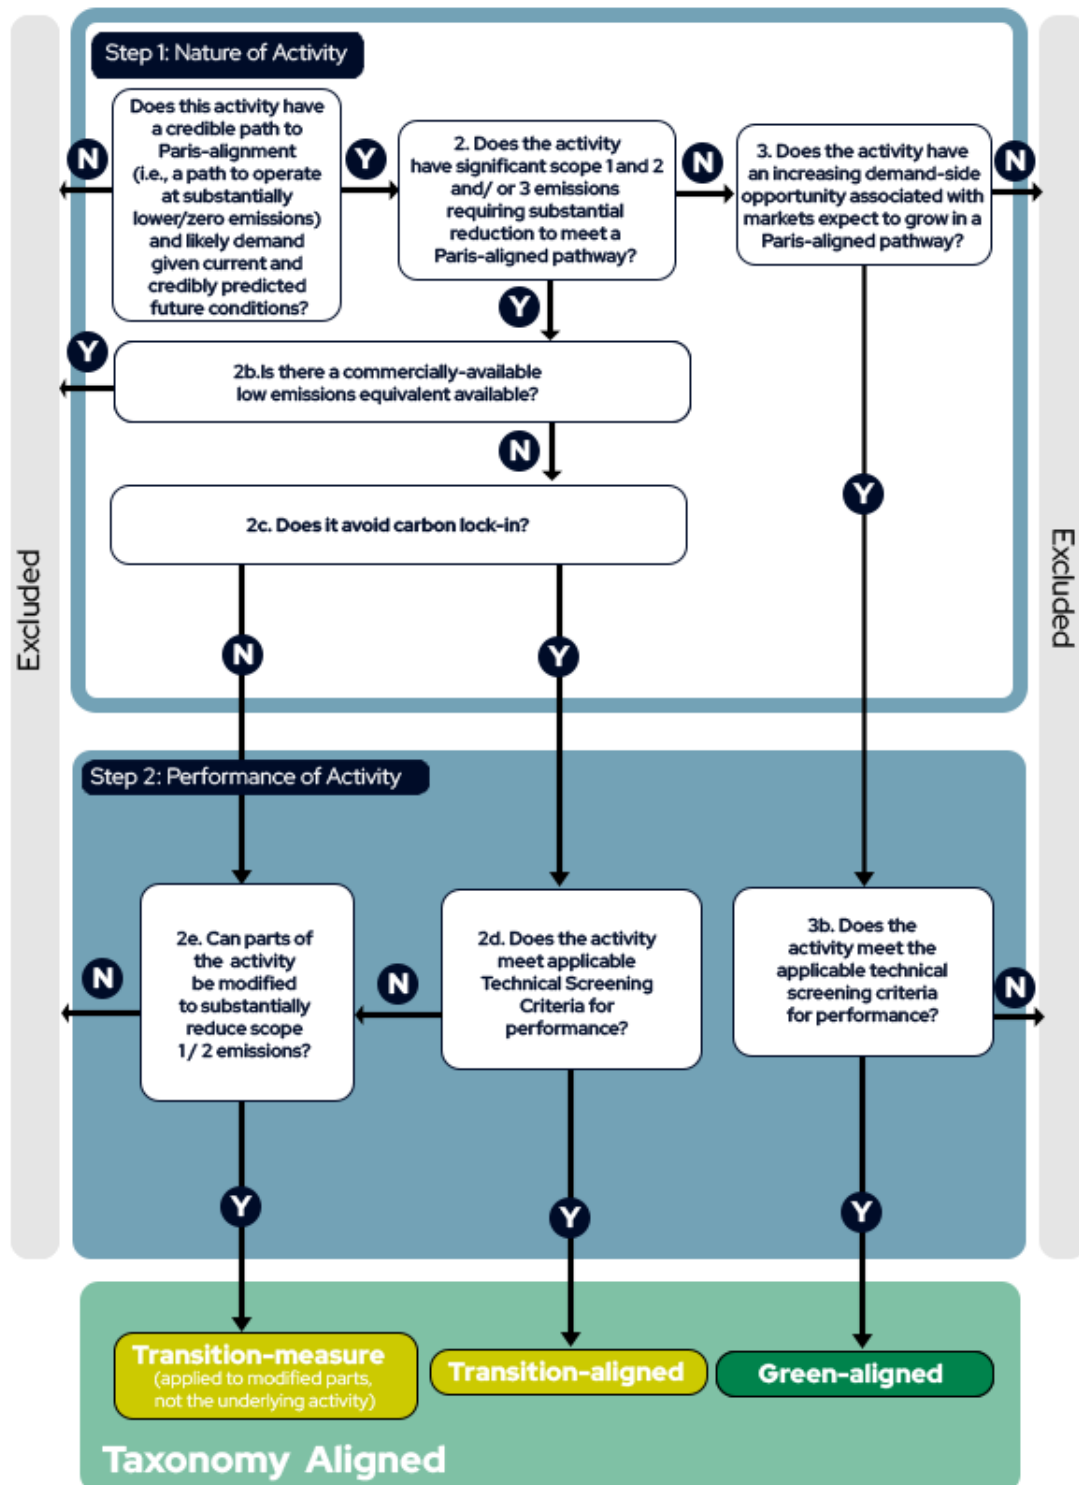 Step 1: Nature of Activity
Does this activity have
a credible path to
Paris-alignment
(i.e., a path to operate
at substantially
lower/zero emissions)
and likely demand
given current and
credibly predicted
future conditions?
N
Y
2. Does the activity
have significant scope 1 and 2
and/ or 3 emissions
requiring substantial
reduction to meet a
Paris-aligned pathway?
N
3. Does the activity have
an increasing demand-side
opportunity associated with
markets expect to grow in a
Paris-aligned pathway?
N
Y
Y
2b.Is there a commercially-available
low emissions equivalent available?
N
Y
2c. Does it avoid carbon lock-in?
Excluded
Excluded
N
Y
Step 2: Performance of Activity
2e. Can parts of
the activity
be modified
to substantially
reduce scope
1 / 2 emissions?
N
N
2d. Does the activity
meet applicable
Technical Screening
Criteria for
performance?
3b. Does the
activity meet the
applicable technical
screening criteria
for performance?
N
Y
Y
Y
Transition-measure
(applied to modified parts,
not the underlying activity)
Transition-aligned
Green-aligned
Taxonomy Aligned